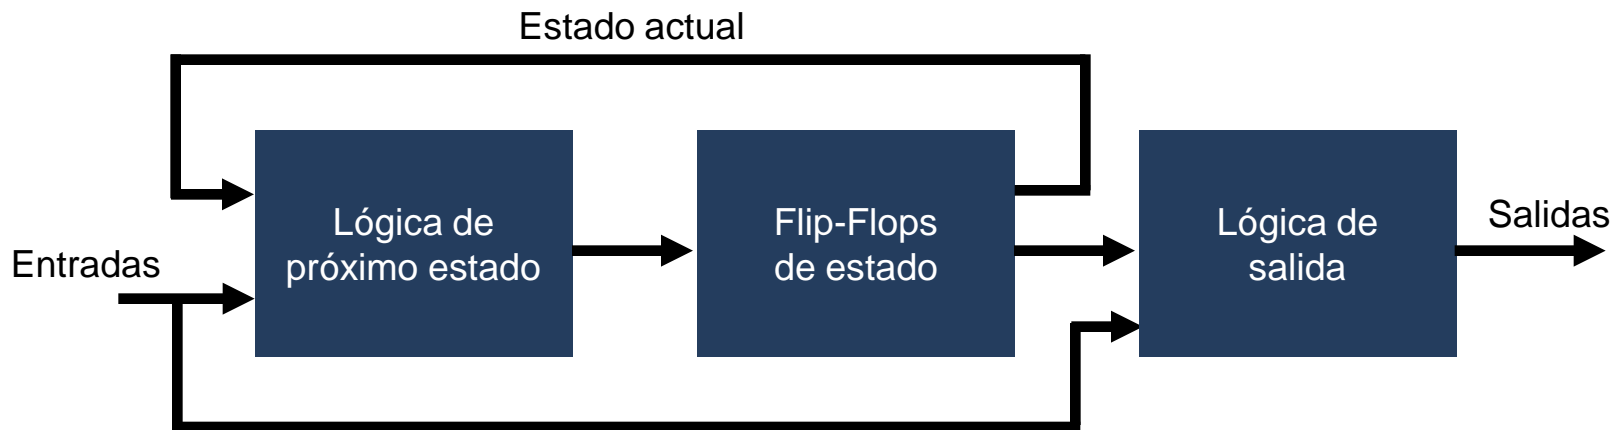 Estado actual
Entradas
Lógica de
próximo estado
Flip-Flops
de estado
Lógica de
salida
Salidas